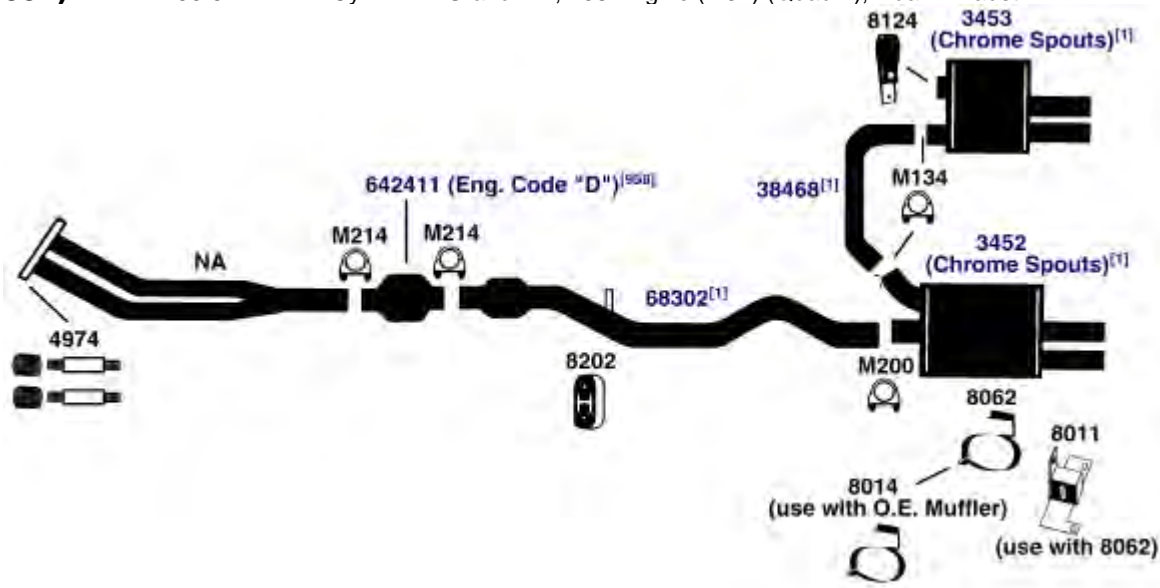 8124
3453
(Chrome Spouts)[1]
642411 (Eng. Code "D")[958]
38468[1]
M134
M214
M214
NA
3452
(Chrome Spouts)[1]
68302[1]
4974
8202
M200
8062
8011
8014
(use with O.E. Muffler)
(use with 8062)